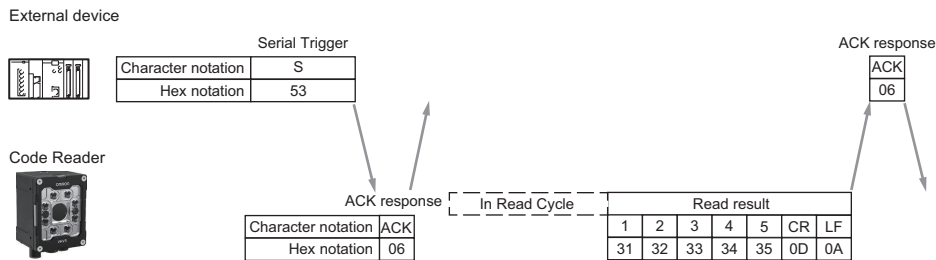 External device
Serial Trigger
ACK response
Character notation S
ACK
Hex notation 53
06
Code Reader
ACK response
In Read Cycle
Read result
Character notation ACK
1 2 3 4 5 CR LF
Hex notation 06
31 32 33 34 35 0D 0A